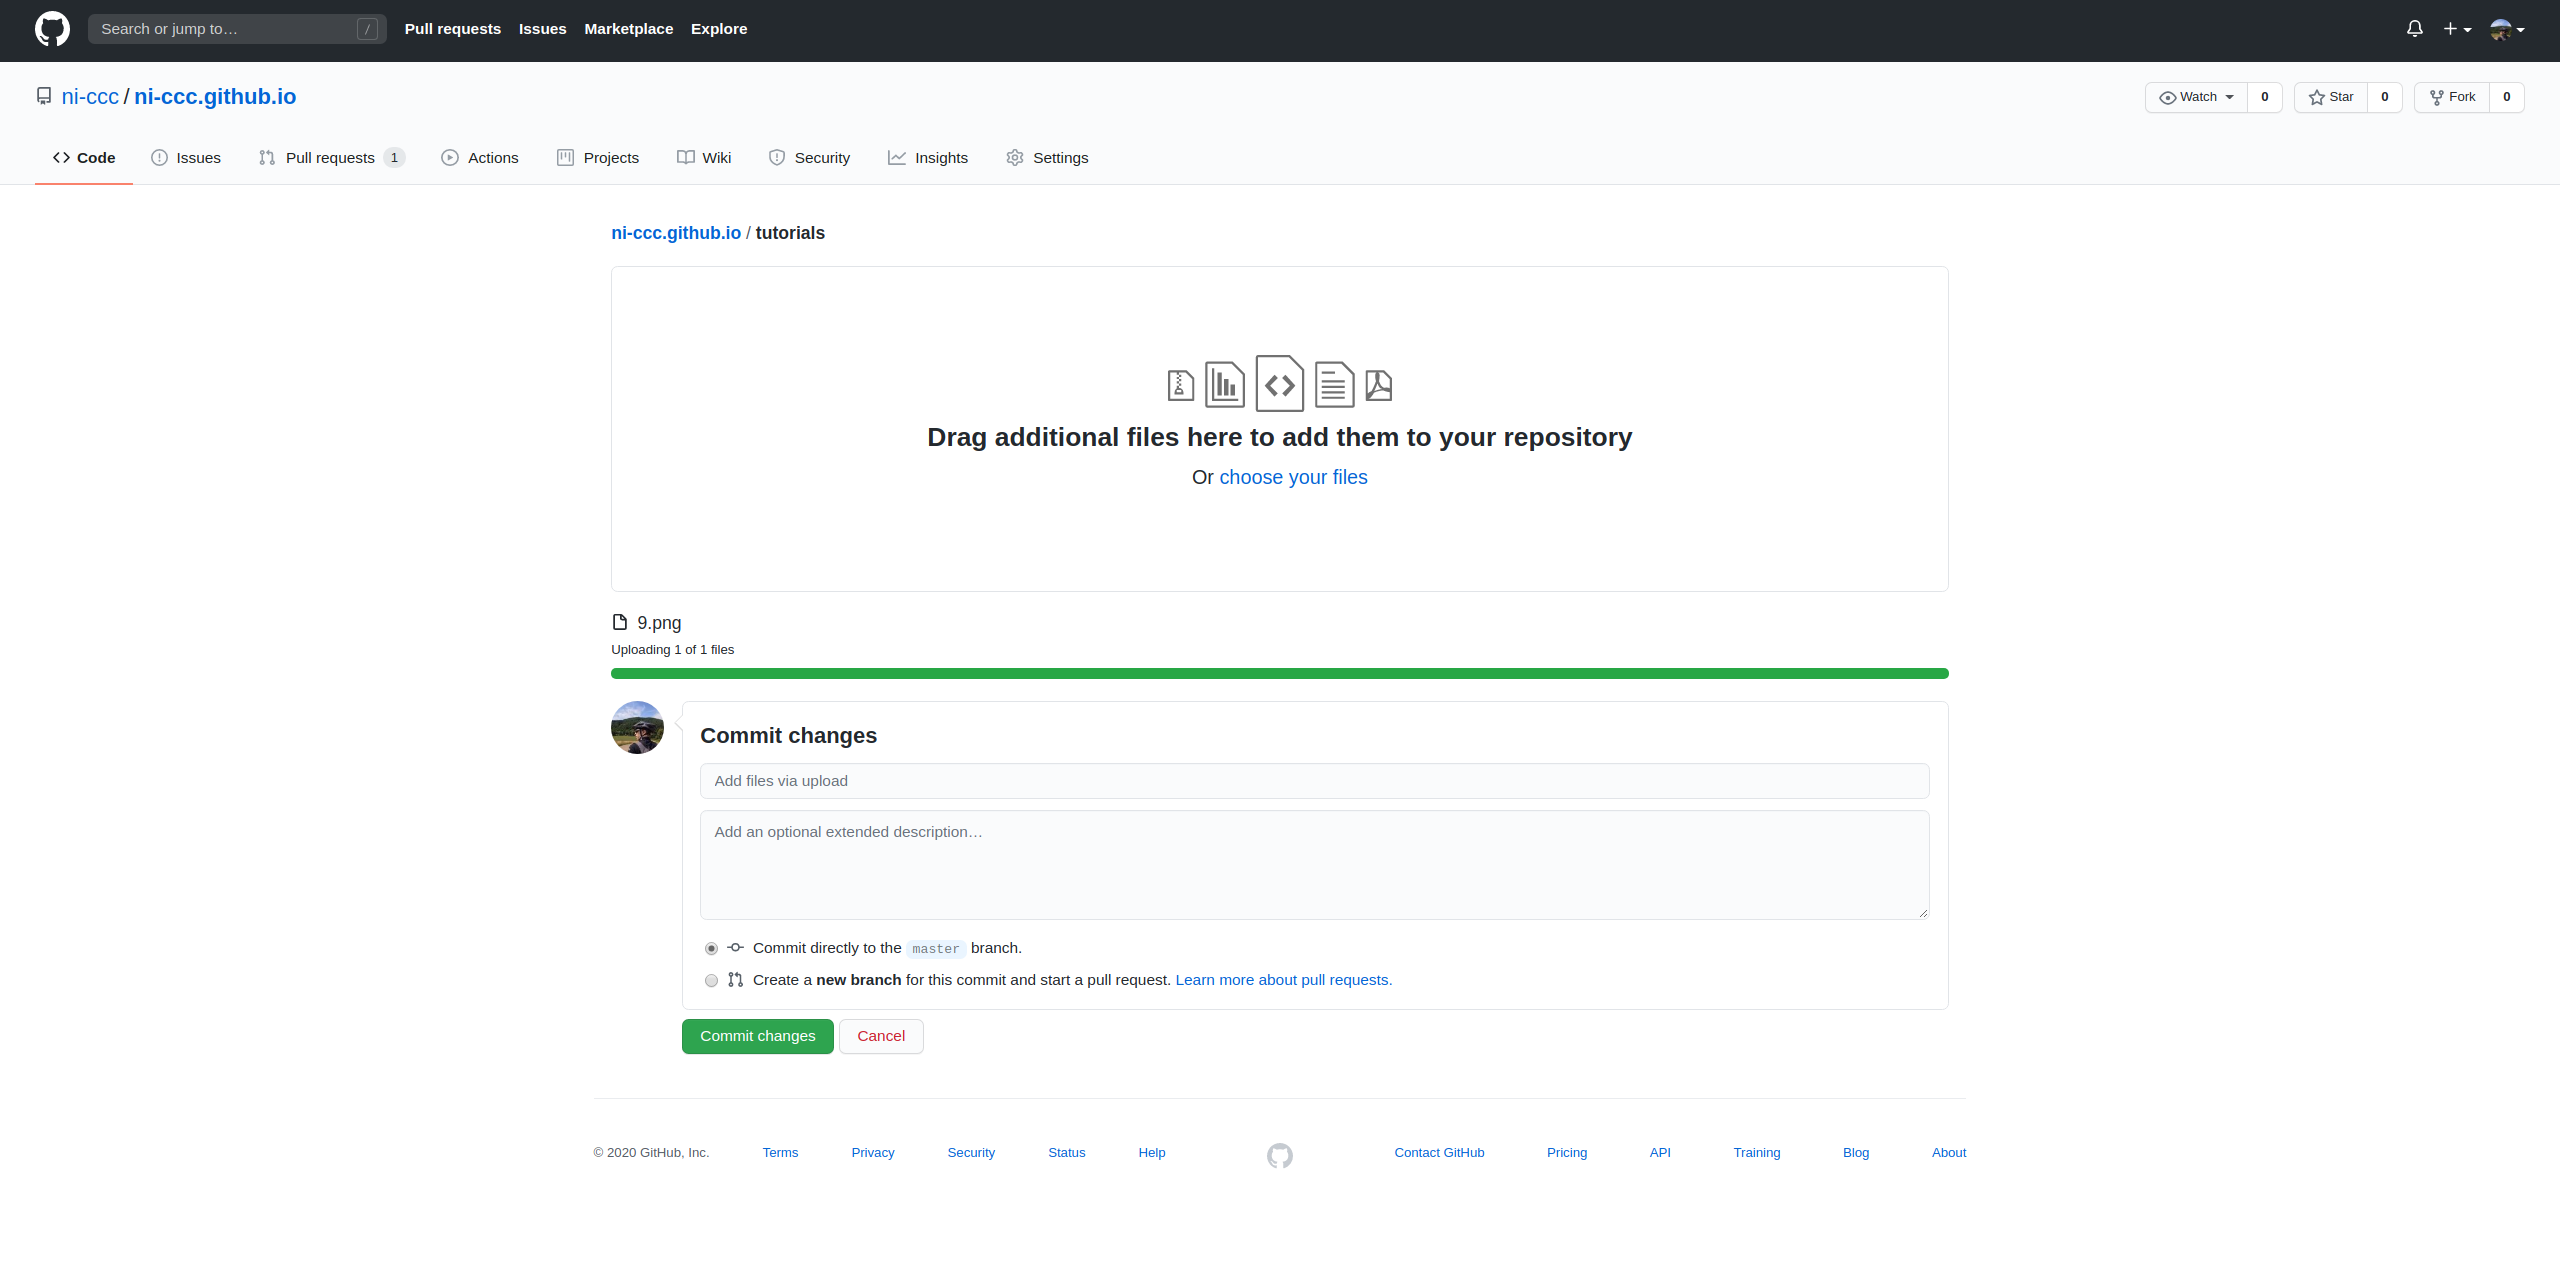 Search or jump to… /
Pull requests Issues Marketplace Explore
ni-ccc / ni-ccc.github.io
Watch 0 Star 0 Fork 0
Code Issues Pull requests 1 Actions Projects Wiki Security Insights Settings
ni-ccc.github.io / tutorials
Drag additional files here to add them to your repository
Or choose your files
9.png
Uploading 1 of 1 files
Commit changes
Add files via upload
Add an optional extended description…
Commit directly to the master branch.
Create a new branch for this commit and start a pull request. Learn more about pull requests.
Commit changes Cancel
© 2020 GitHub, Inc. Terms Privacy Security Status Help Contact GitHub Pricing API Training Blog About